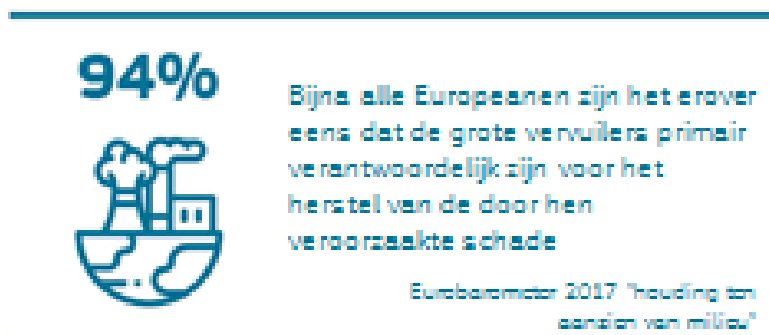 94%
Bijna alle Europeanen zijn het erover
eens dat de grote vervuilers primair
verantwoordelijk zijn voor het
herstel van de door hen
veroorzaakte schade
Eurobarometer 2017 "houding ten
aanzien van milieu"